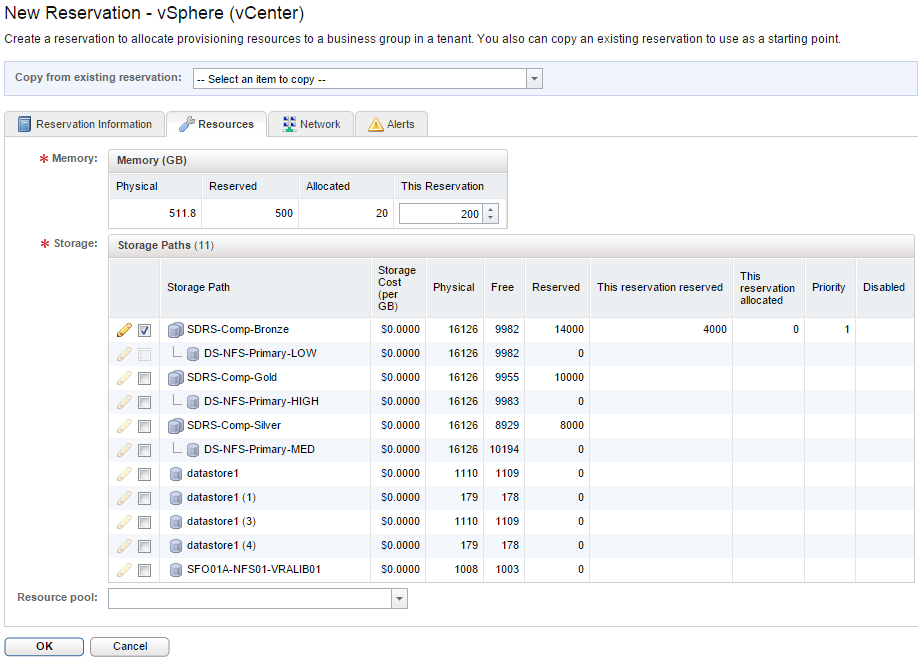 New Reservation - vSphere (vCenter)
Create a reservation to allocate provisioning resources to a business group in a tenant. You also can copy an existing reservation to use as a starting point.
Copy from existing reservation: -- Select an item to copy --
Reservation Information Resources Network Alerts
* Memory: Memory (GB)
Physical Reserved Allocated This Reservation
511.8 500 20 200
* Storage: Storage Paths (11)
Storage Path Storage Cost (per GB) Physical Free Reserved This reservation reserved This reservation allocated Priority Disabled
SDRS-Comp-Bronze $0.0000 16126 9982 14000 4000 0 1
DS-NFS-Primary-LOW $0.0000 16126 9982 0
SDRS-Comp-Gold $0.0000 16126 9955 10000
DS-NFS-Primary-HIGH $0.0000 16126 9983 0
SDRS-Comp-Silver $0.0000 16126 8929 8000
DS-NFS-Primary-MED $0.0000 16126 10194 0
datastore1 $0.0000 1110 1109 0
datastore1 (1) $0.0000 179 178 0
datastore1 (3) $0.0000 1110 1109 0
datastore1 (4) $0.0000 179 178 0
SFO01A-NFS01-VRALIB01 $0.0000 1008 1003 0
Resource pool:
OK Cancel